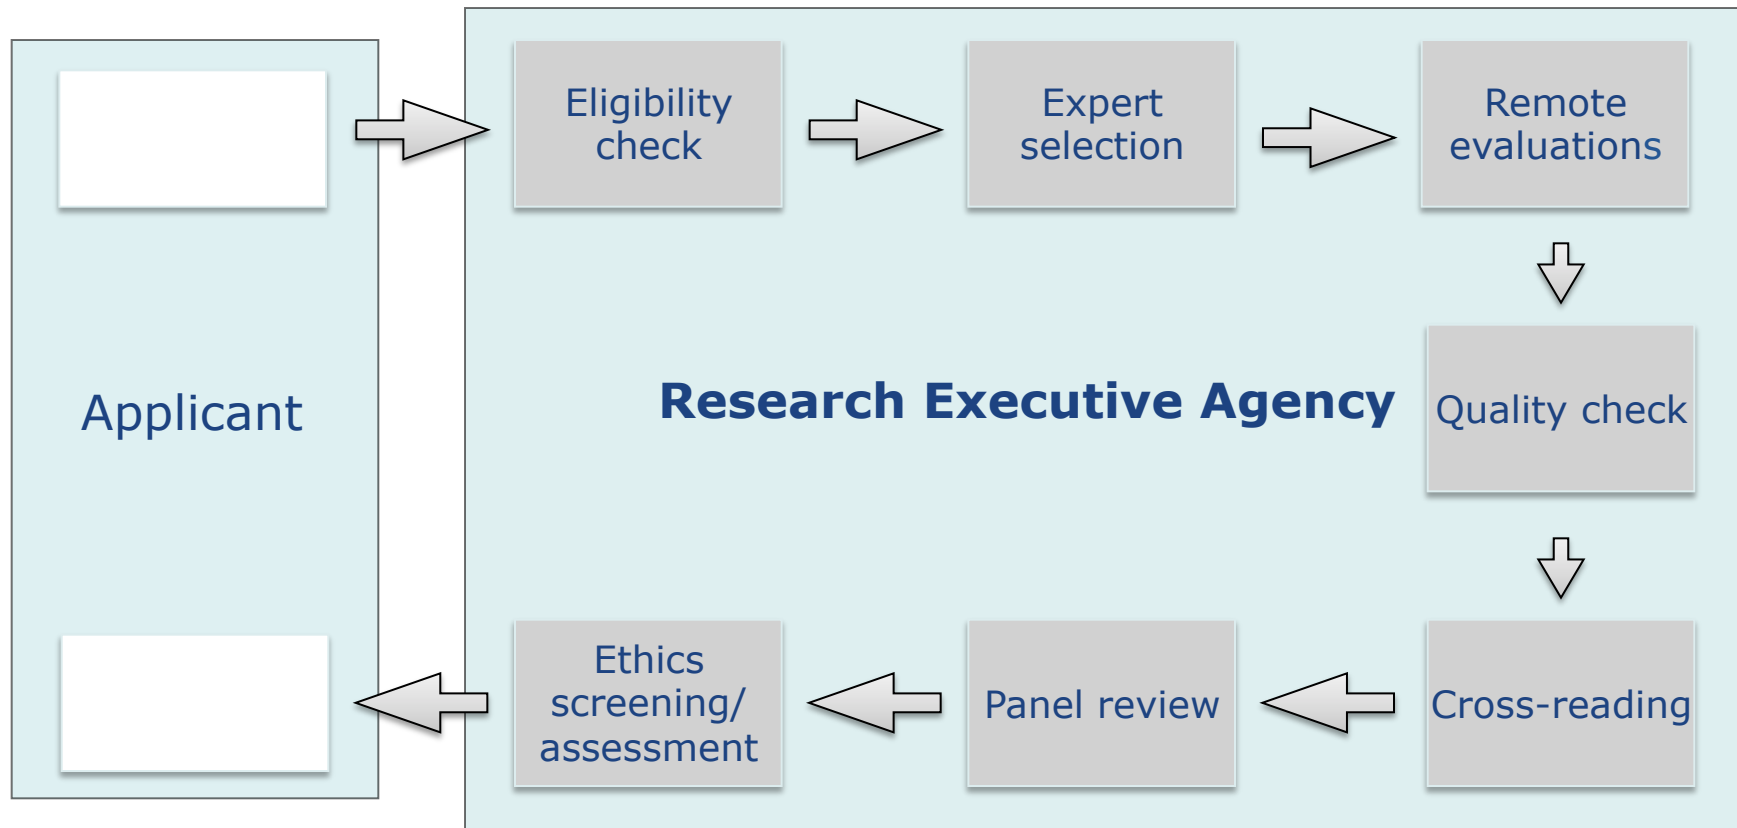 Eligibility
check
Expert
selection
Remote
evaluations
Applicant
Research Executive Agency
Quality check
Ethics
screening/
assessment
Panel review
Cross-reading